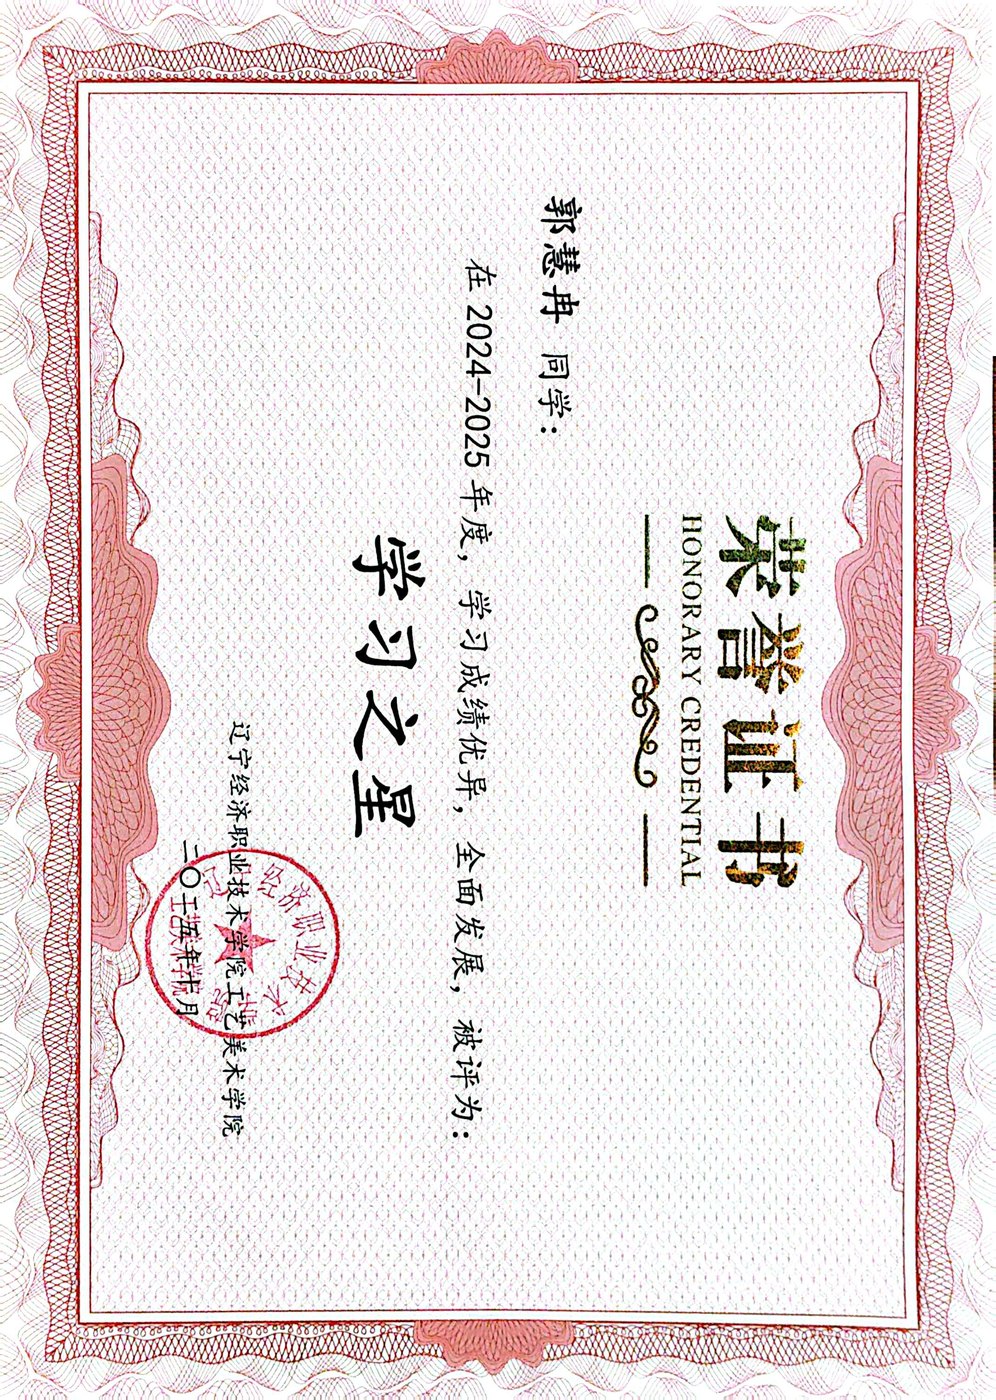 荣誉证书
HONORARY CREDENTIAL
郭慧冉 同学：
在 2024-2025 年度，学习成绩优异，全面发展，被评为：
学习之星
辽宁经济职业技术学院工艺美术学院
二〇二五年十月